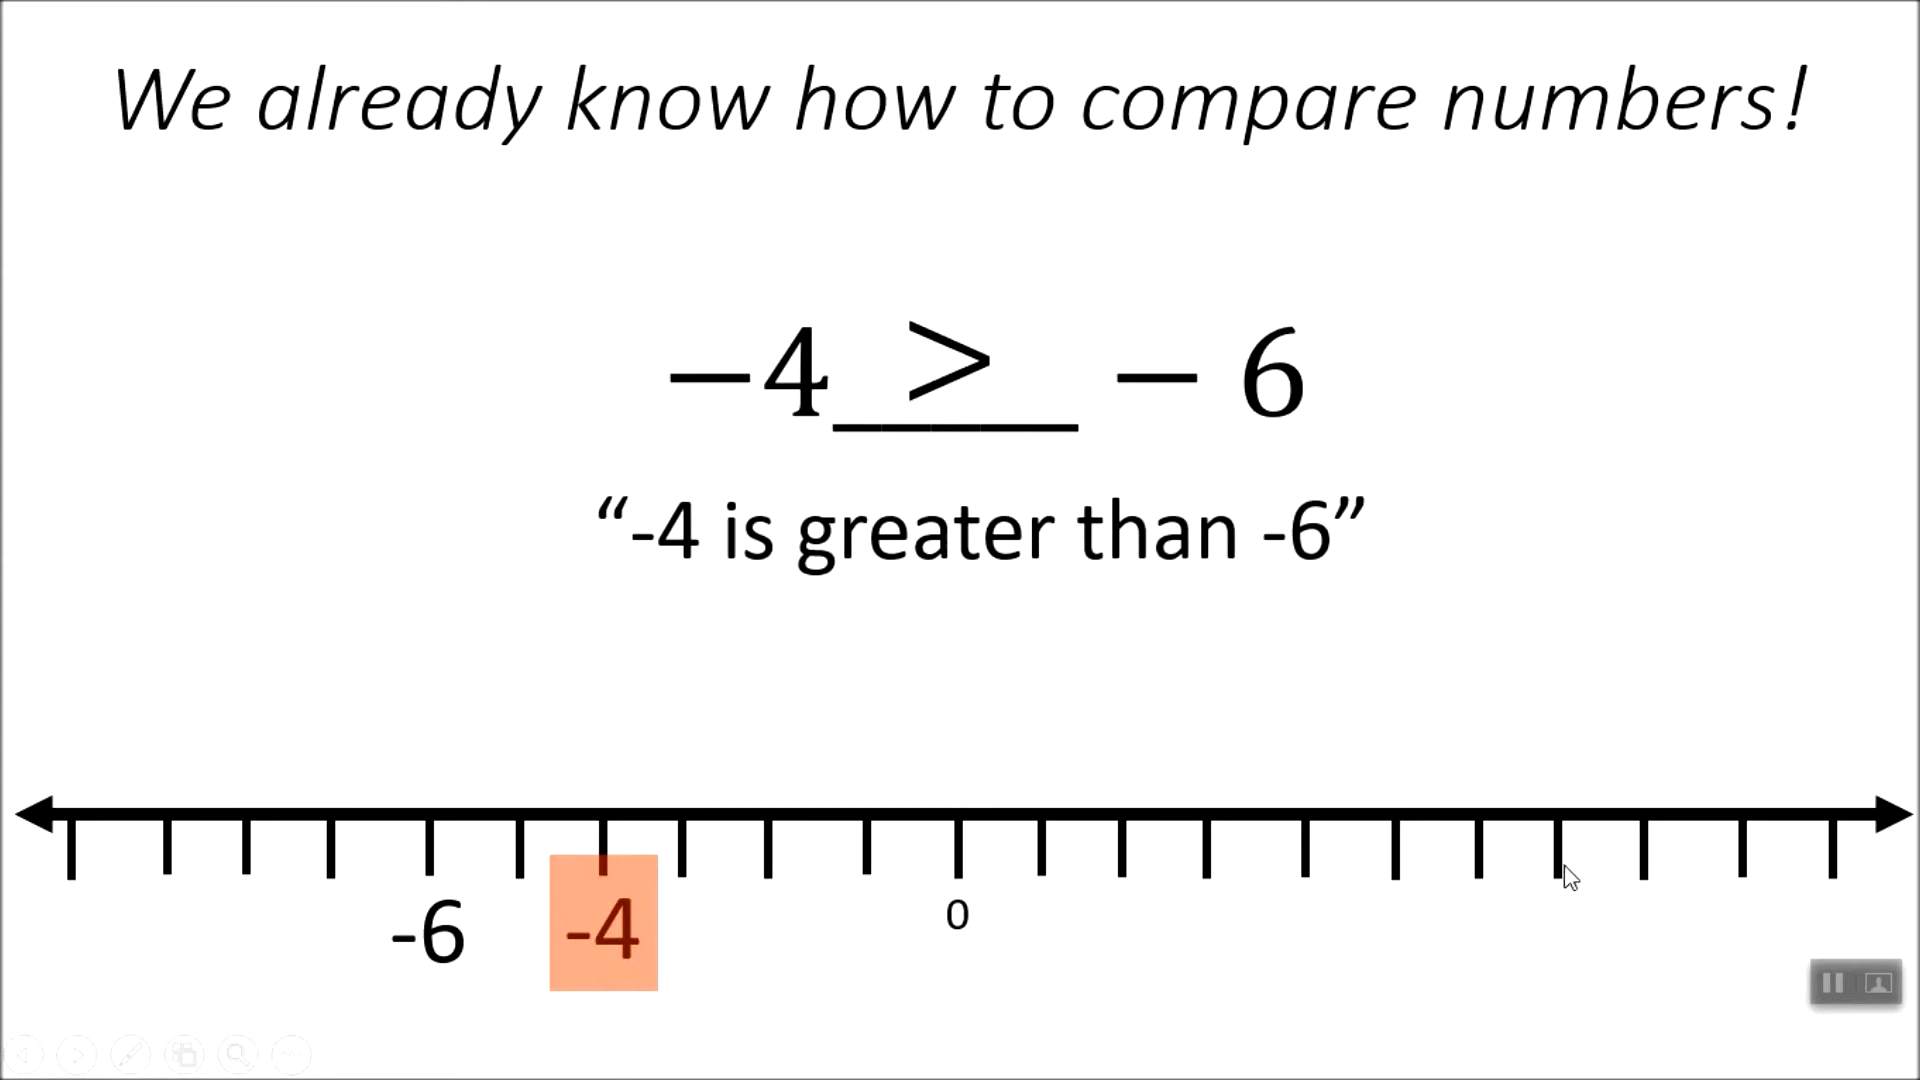 We already know how to compare numbers!
−4 > − 6
“-4 is greater than -6”
-6 -4 0